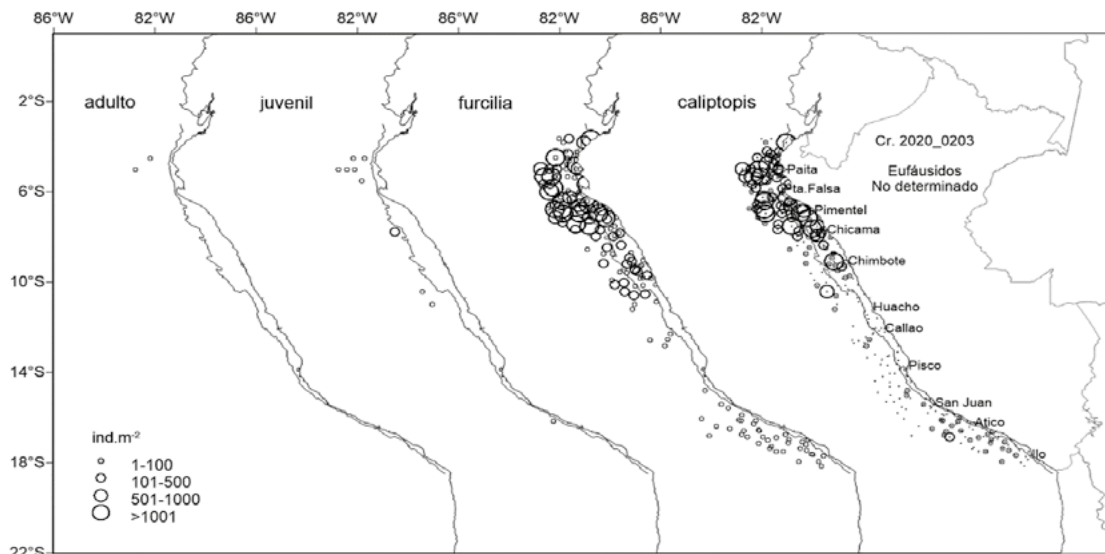 86°W 82°W 86°W 82°W 86°W 82°W 86°W 82°W
2°S
6°S
10°S
14°S
18°S
22°S
adulto juvenil furcilia caliptopis
Cr. 2020_0203
Eufáusidos
No determinado
Paita
ta.Falsa
Pimentel
Chicama
Chimbote
Huacho
Callao
Pisco
San Juan
Atico
Ilo
ind.m-2
1-100
101-500
501-1000
>1001